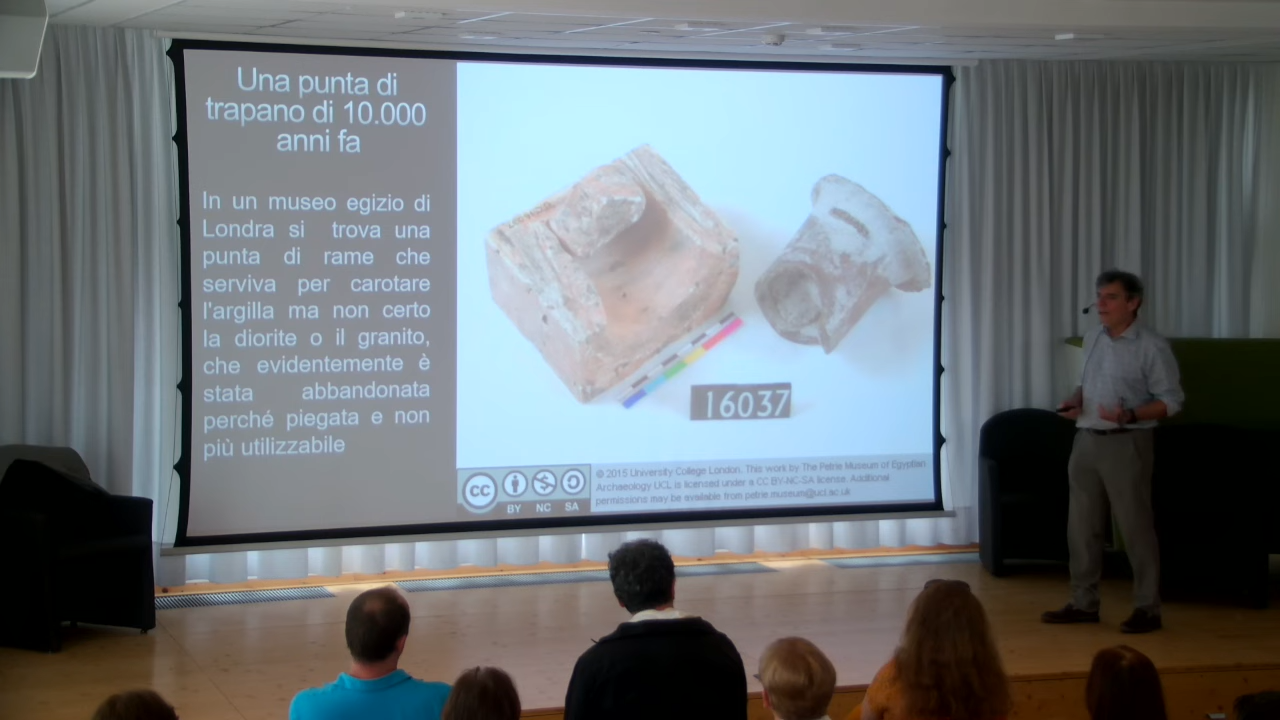 Una punta di
trapano di 10.000
anni fa
In un museo egizio di
Londra si trova una
punta di rame che
serviva per carotare
l'argilla ma non certo
la diorite o il granito,
che evidentemente è
stata abbandonata
perché piegata e non
più utilizzabile
16037
cc
BY NC SA
© 2015 University College London. This work by The Petrie Museum of Egyptian
Archaeology UCL is licensed under a CC BY-NC-SA license. Additional
permissions may be available from petrie.museum@ucl.ac.uk